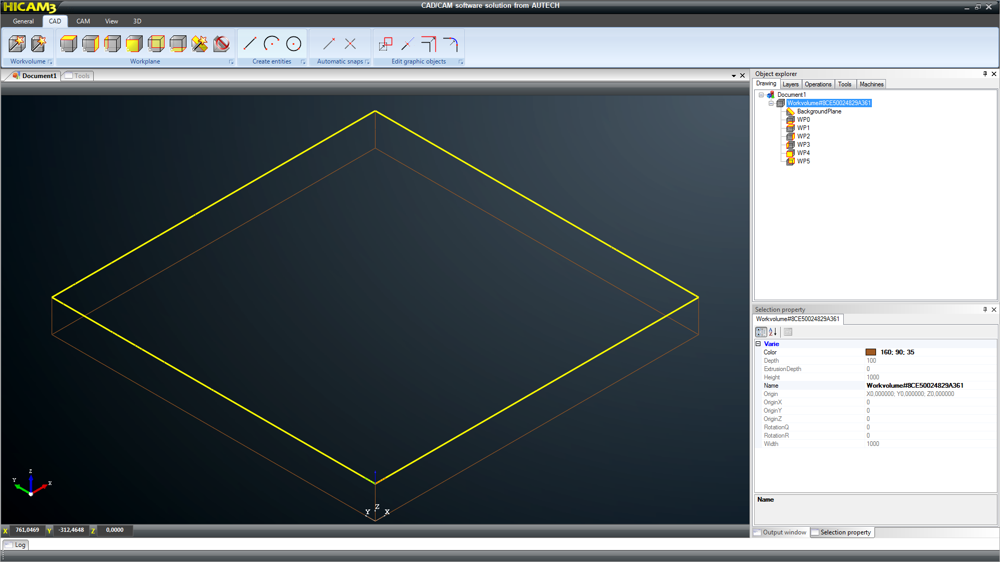 HICAM3
CAD/CAM software solution from AUTECH
General CAD CAM View 3D
Workvolume Workplane Create entities Automatic snaps Edit graphic objects
Document1 Tools
Z
Y
X
Z
Y X
X 761,0469 Y -312,4648 Z 0,0000
Log
Object explorer
Drawing Layers Operations Tools Machines
Document1
Workvolume#8CE50024829A361
BackgroundPlane
WP0
WP1
WP2
WP3
WP4
WP5
Selection property
Workvolume#8CE50024829A361
Varie
Color 160; 90; 35
Depth 100
ExtrusionDepth 0
Height 1000
Name Workvolume#8CE50024829A361
Origin X0,000000; Y0,000000; Z0,000000
OriginX 0
OriginY 0
OriginZ 0
RotationQ 0
RotationR 0
Width 1000
Name
Output window Selection property